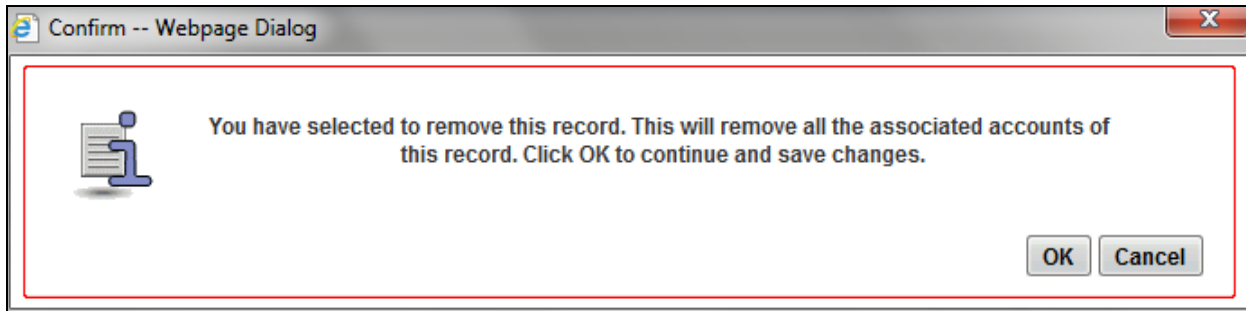 Confirm -- Webpage Dialog
You have selected to remove this record. This will remove all the associated accounts of
this record. Click OK to continue and save changes.
OK Cancel